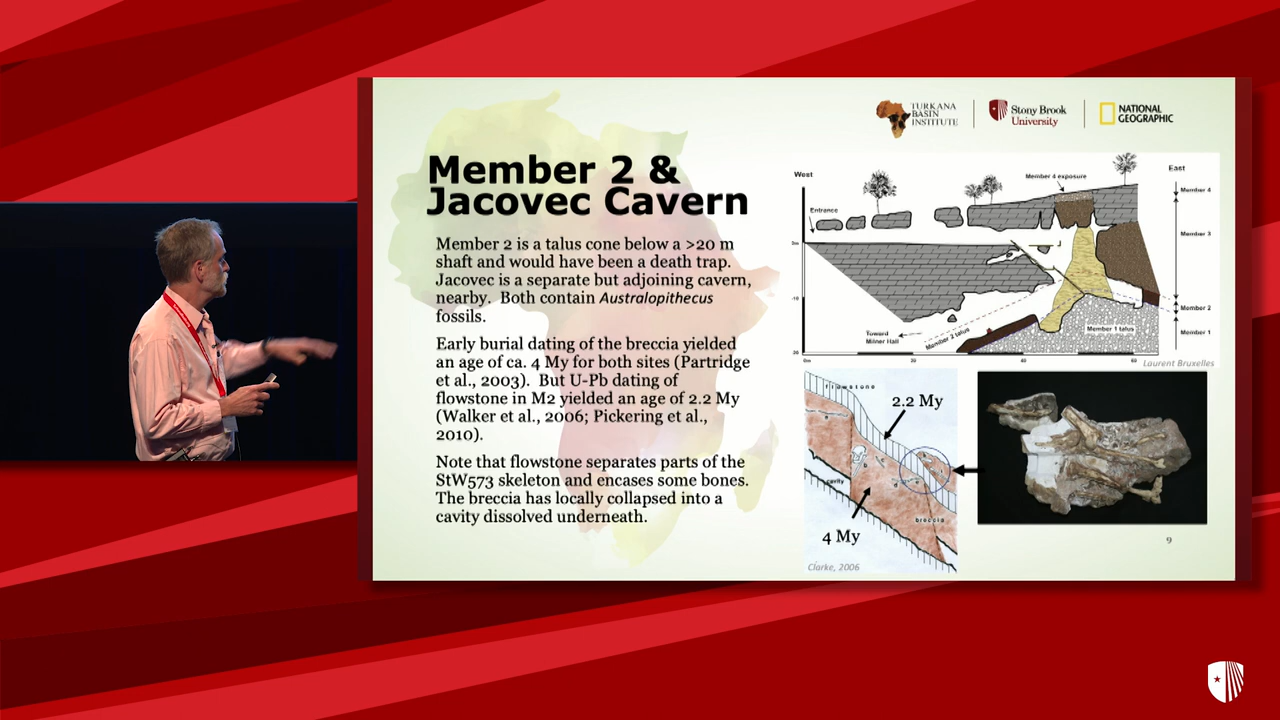 TURKANA
BASIN
INSTITUTE
Stony Brook
University
NATIONAL
GEOGRAPHIC
Member 2 &
Jacovec Cavern
Member 2 is a talus cone below a >20 m
shaft and would have been a death trap.
Jacovec is a separate but adjoining cavern,
nearby. Both contain Australopithecus
fossils.
Early burial dating of the breccia yielded
an age of ca. 4 My for both sites (Partridge
et al., 2003). But U-Pb dating of
flowstone in M2 yielded an age of 2.2 My
(Walker et al., 2006; Pickering et al.,
2010).
Note that flowstone separates parts of the
StW573 skeleton and encases some bones.
The breccia has locally collapsed into a
cavity dissolved underneath.
West
Member 4 exposure
East
Member 4
Entrance
Member 3
0m
-10
Member 2
Member 1 talus
Member 1
Toward
Milner Hall
Member 2 talus
-20
0m
20
40
60
Laurent Bruxelles
flowstone
2.2 My
cavity
breccia
4 My
Clarke, 2006
9